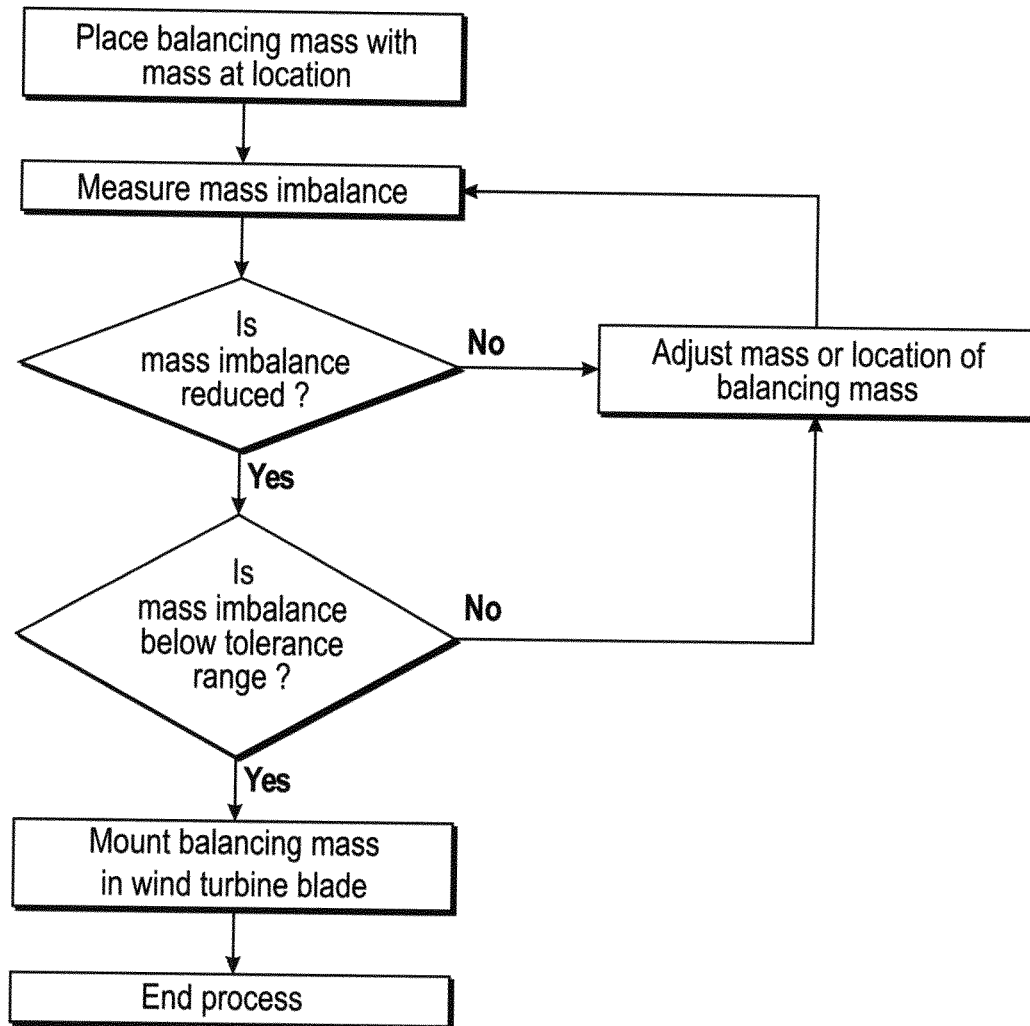 Place balancing mass with
mass at location
Measure mass imbalance
Is
mass imbalance
reduced ?
No
Adjust mass or location of
balancing mass
Yes
Is
mass imbalance
below tolerance
range ?
No
Yes
Mount balancing mass
in wind turbine blade
End process